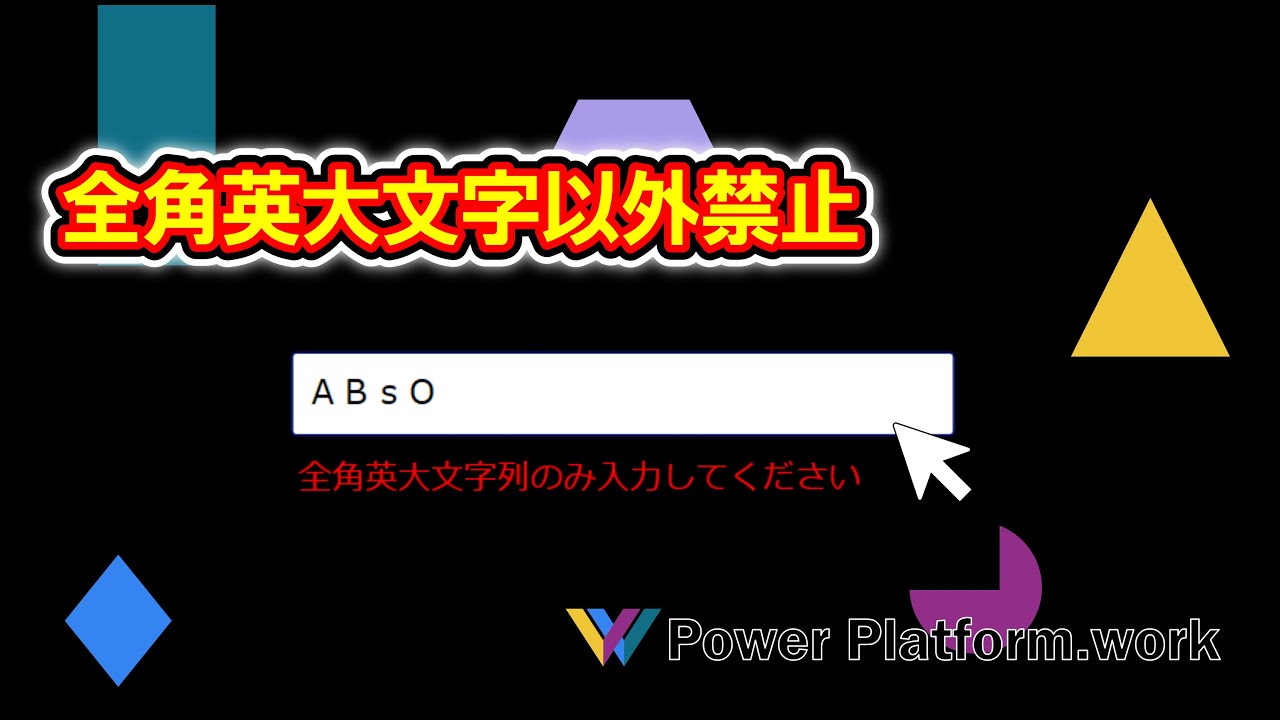 全角英大文字以外禁止
ABsO
全角英大文字列のみ入力してください
Power Platform.work